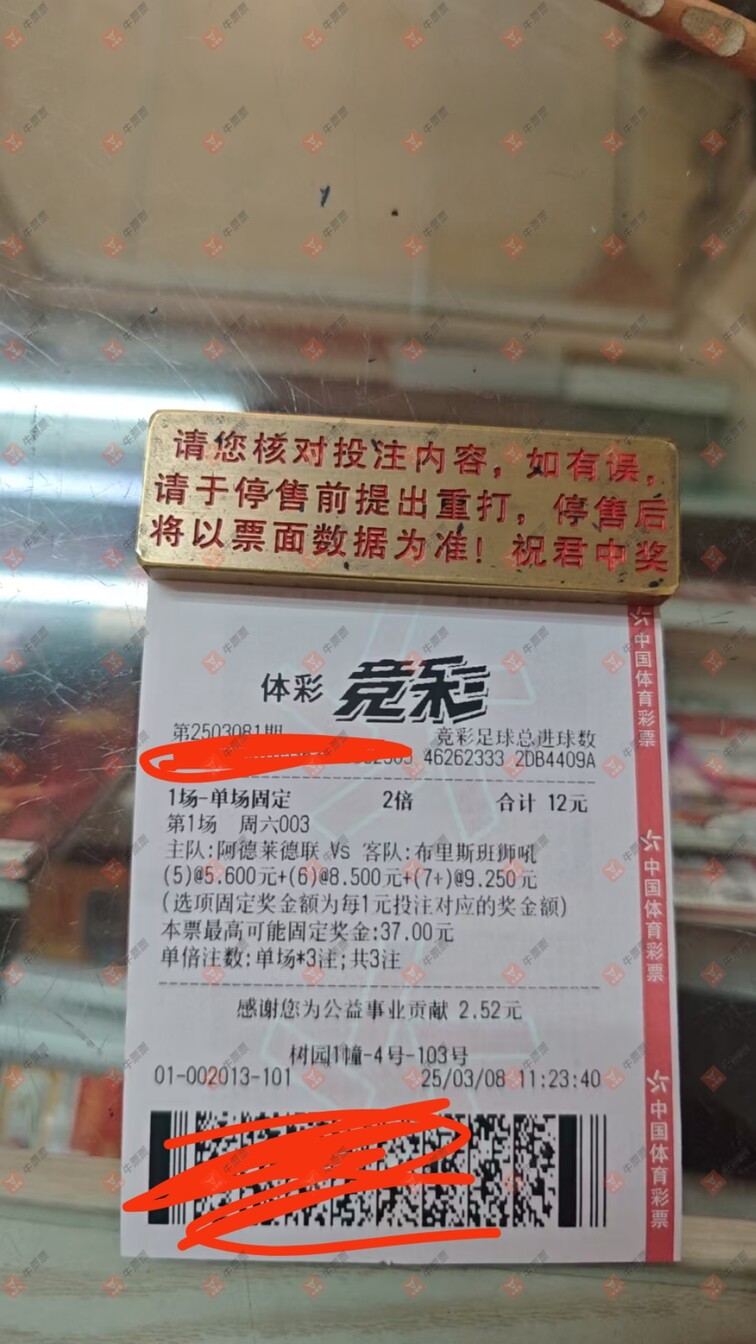 请您核对投注内容，如有误，
请于停售前提出重打，停售后
将以票面数据为准！祝君中奖
体彩 竞彩
第2503081期 竞彩足球总进球数
46262333 2DB4409A
1场-单场固定 2倍 合计 12元
第1场 周六003
主队:阿德莱德联 Vs 客队:布里斯班狮吼
(5)@5.600元+(6)@8.500元+(7+)@9.250元
(选项固定奖金额为每1元投注对应的奖金额)
本票最高可能固定奖金:37.00元
单倍注数:单场*3注;共3注
感谢您为公益事业贡献 2.52元
树园1幢-4号-103号
01-002013-101 25/03/08 11:23:40
中国体育彩票
中国体育彩票
中国体育彩票
牛票票